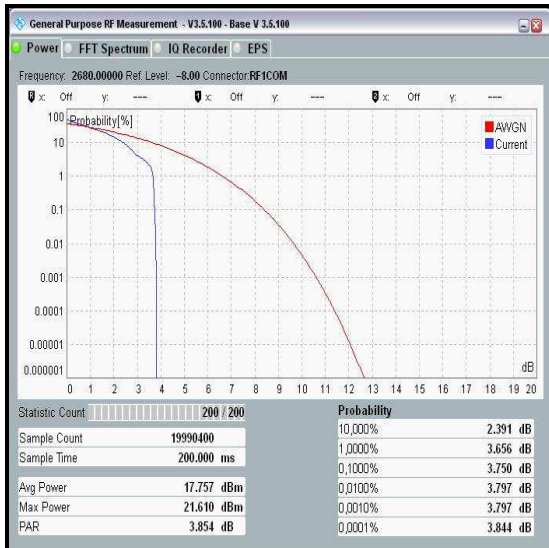 General Purpose RF Measurement - V3.5.100 - Base V 3.5.100
Power FFT Spectrum IQ Recorder EPS
Frequency: 2680.00000 Ref. Level: -8.00 Connector:RF1COM
R x: Off y: --- 1 x: Off y: --- 2 x: Off y: ---
Probability[%]
AWGN
Current
100
10
1
0.1
0.01
0.001
0.0001
0.00001
0.000001
dB
0 1 2 3 4 5 6 7 8 9 10 11 12 13 14 15 16 17 18 19 20
Statistic Count 200 / 200
Sample Count 19990400
Sample Time 200.000 ms
Avg Power 17.757 dBm
Max Power 21.610 dBm
PAR 3.854 dB
Probability
10,000% 2.391 dB
1,0000% 3.656 dB
0,1000% 3.750 dB
0,0100% 3.797 dB
0,0010% 3.797 dB
0,0001% 3.844 dB